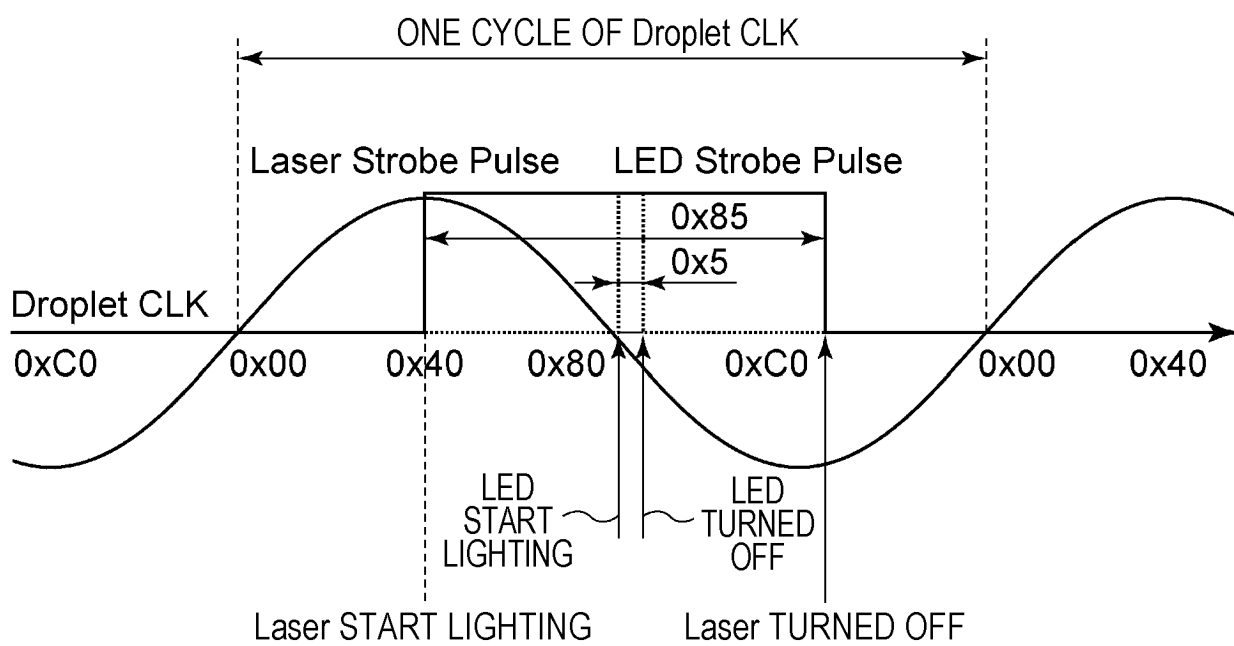 ONE CYCLE OF Droplet CLK
Laser Strobe Pulse
LED Strobe Pulse
0x85
0x5
Droplet CLK
0xC0
0x00
0x40
0x80
0xC0
0x00
0x40
LED
START
LIGHTING
LED
TURNED
OFF
Laser START LIGHTING
Laser TURNED OFF